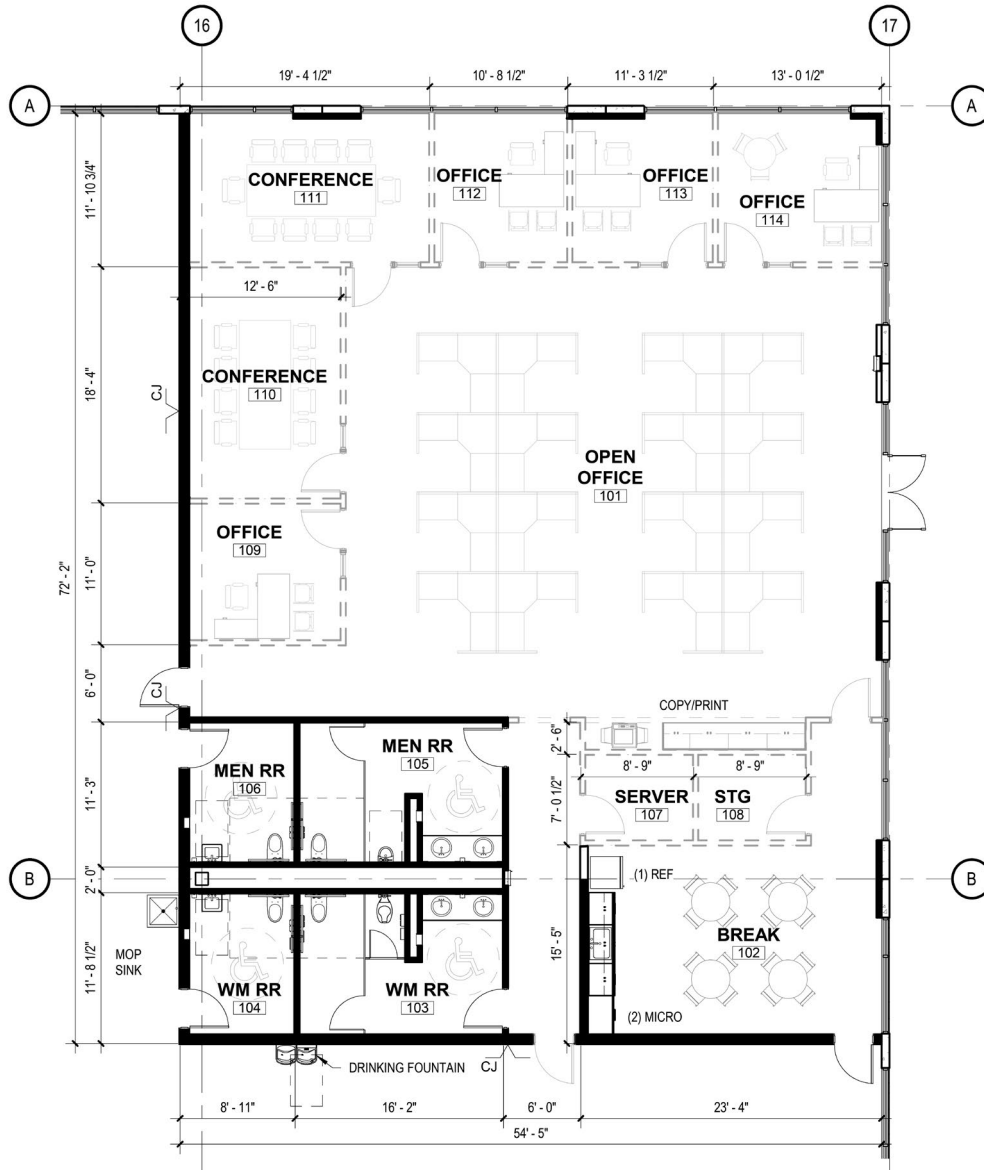 16
17
19' - 4 1/2"
10' - 8 1/2"
11' - 3 1/2"
13' - 0 1/2"
A
A
11' - 10 3/4"
CONFERENCE
111
OFFICE
112
OFFICE
113
OFFICE
114
12' - 6"
18' - 4"
CONFERENCE
110
CJ
OPEN
OFFICE
101
72' - 2"
11' - 0"
OFFICE
109
6' - 0"
CJ
COPY/PRINT
2' - 6"
8' - 9"
8' - 9"
11' - 3"
MEN RR
106
MEN RR
105
7' - 0 1/2"
SERVER
107
STG
108
B
2' - 0"
(1) REF
B
MOP
SINK
11' - 8 1/2"
15' - 5"
BREAK
102
WM RR
104
WM RR
103
(2) MICRO
DRINKING FOUNTAIN
CJ
8' - 11"
16' - 2"
6' - 0"
23' - 4"
54' - 5"